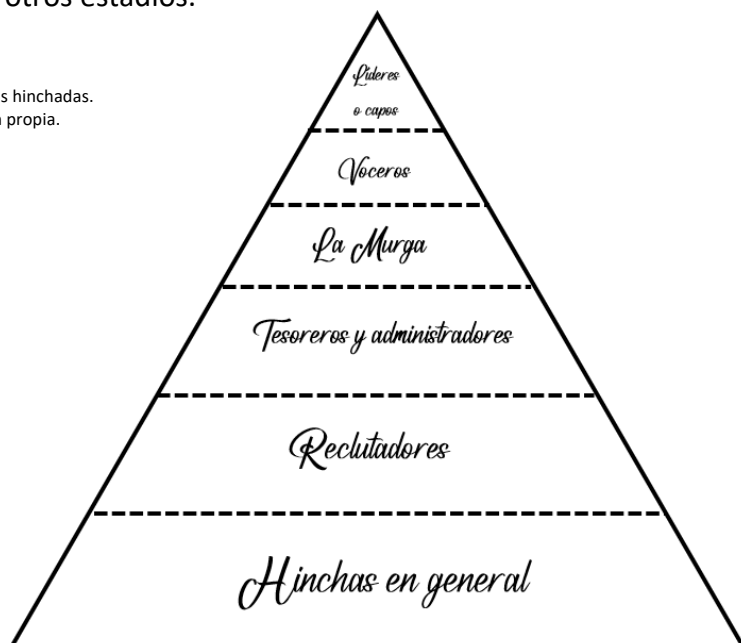 otros estadios.
s hinchadas.
propia.
Líderes
o capos
Voceros
La Murga
Tesoreros y administradores
Reclutadores
Hinchas en general